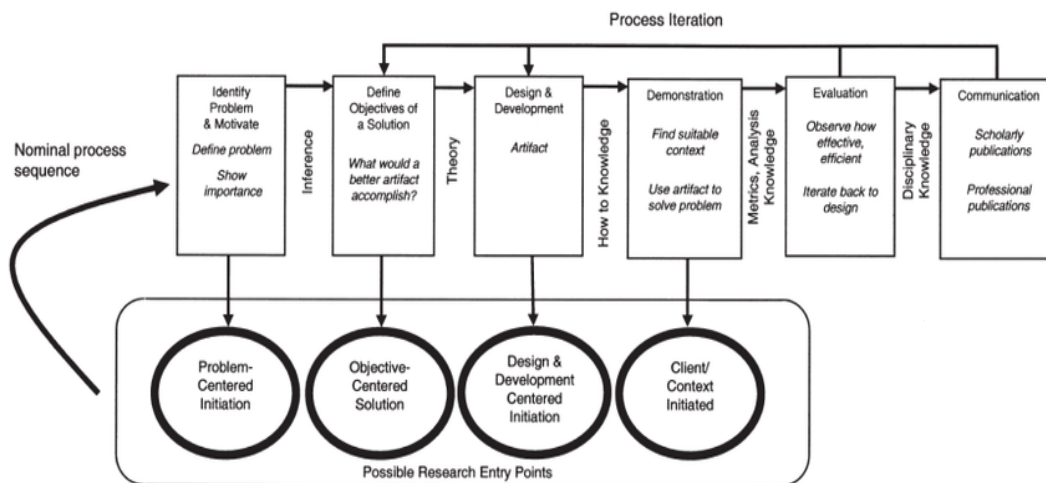 Process Iteration
Nominal process
sequence
Identify
Problem
& Motivate
Define problem
Show
importance
Inference
Define
Objectives of
a Solution
What would a
better artifact
accomplish?
Theory
Design &
Development
Artifact
How to Knowledge
Demonstration
Find suitable
context
Use artifact to
solve problem
Metrics, Analysis
Knowledge
Evaluation
Observe how
effective,
efficient
Iterate back to
design
Disciplinary
Knowledge
Communication
Scholarly
publications
Professional
publications
Problem-
Centered
Initiation
Objective-
Centered
Solution
Design &
Development
Centered
Initiation
Client/
Context
Initiated
Possible Research Entry Points